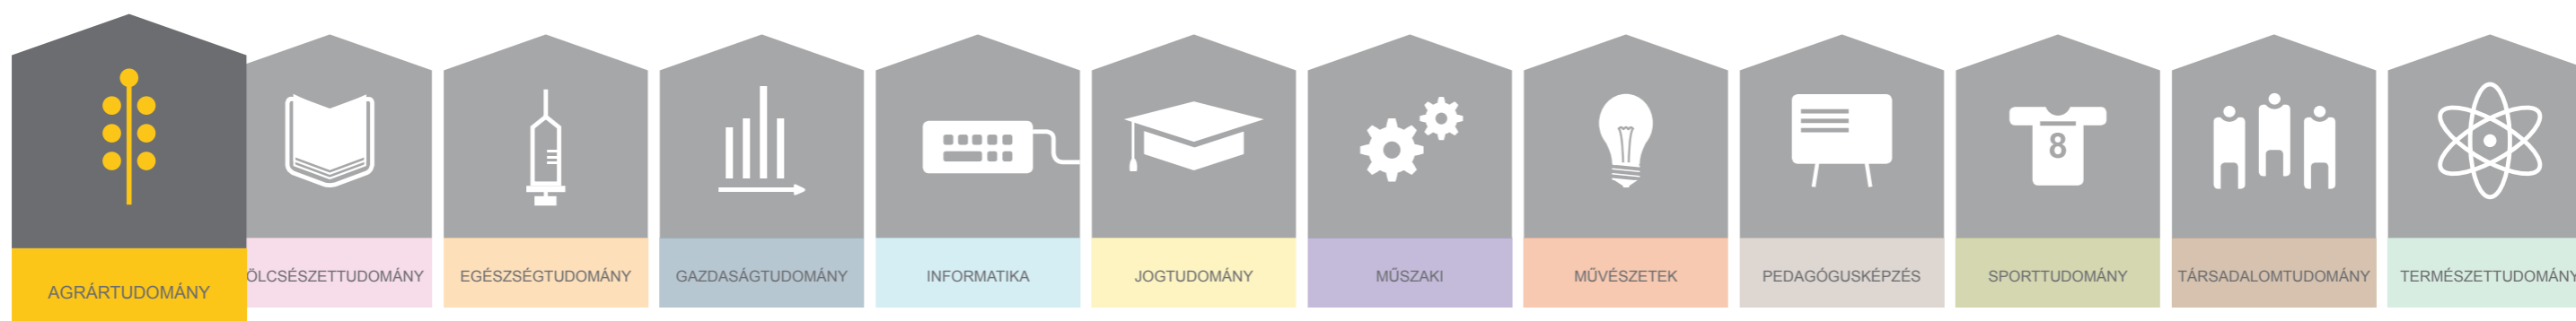 AGRÁRTUDOMÁNY
ÖLCSÉSZETTUDOMÁNY
EGÉSZSÉGTUDOMÁNY
GAZDASÁGTUDOMÁNY
INFORMATIKA
JOGTUDOMÁNY
MŰSZAKI
MŰVÉSZETEK
PEDAGÓGUSKÉPZÉS
8
SPORTTUDOMÁNY
TÁRSADALOMTUDOMÁNY
TERMÉSZETTUDOMÁNY